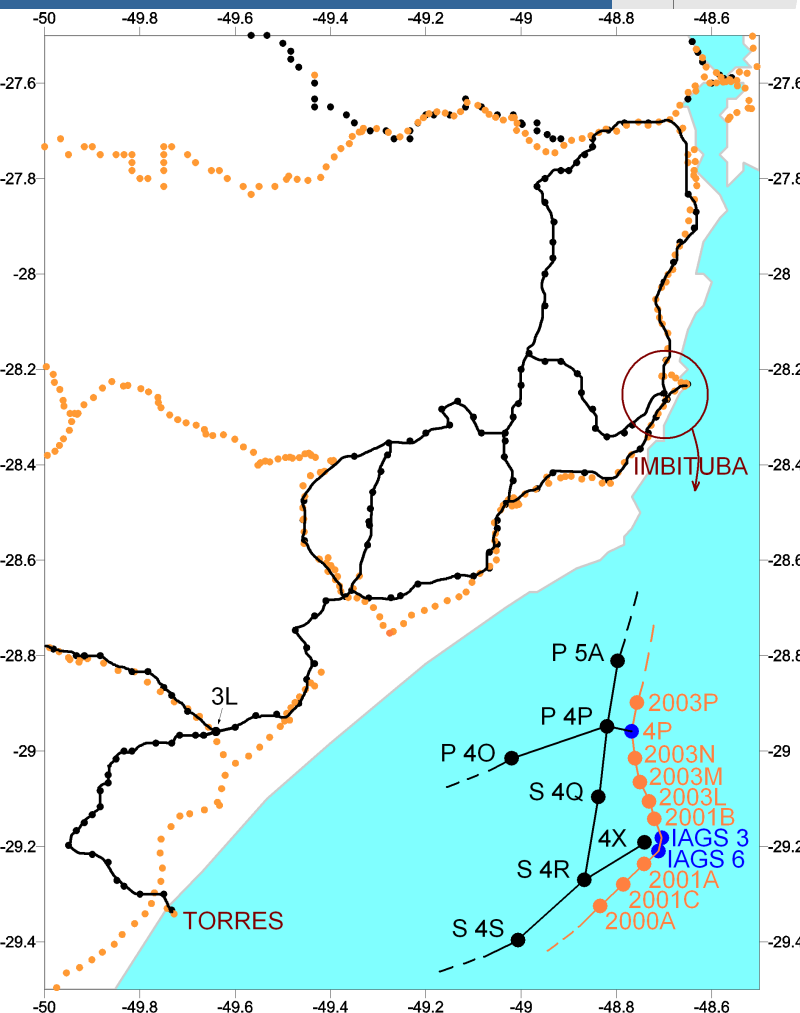 -50 -49.8 -49.6 -49.4 -49.2 -49 -48.8 -48.6
-27.6 -27.6
-27.8 -27.8
-28 -28
-28.2 -28.2
-28.4 IMBITUBA -28.4
-28.6 -28.6
-28.8 P 5A -28.8
3L 2003P
P 4P 4P
-29 P 4O 2003N -29
2003M
S 4Q 2003L
2001B
-29.2 4X IAGS 3 -29.2
IAGS 6
S 4R 2001A
2001C
TORRES 2000A
-29.4 S 4S -29.4
-50 -49.8 -49.6 -49.4 -49.2 -49 -48.8 -48.6